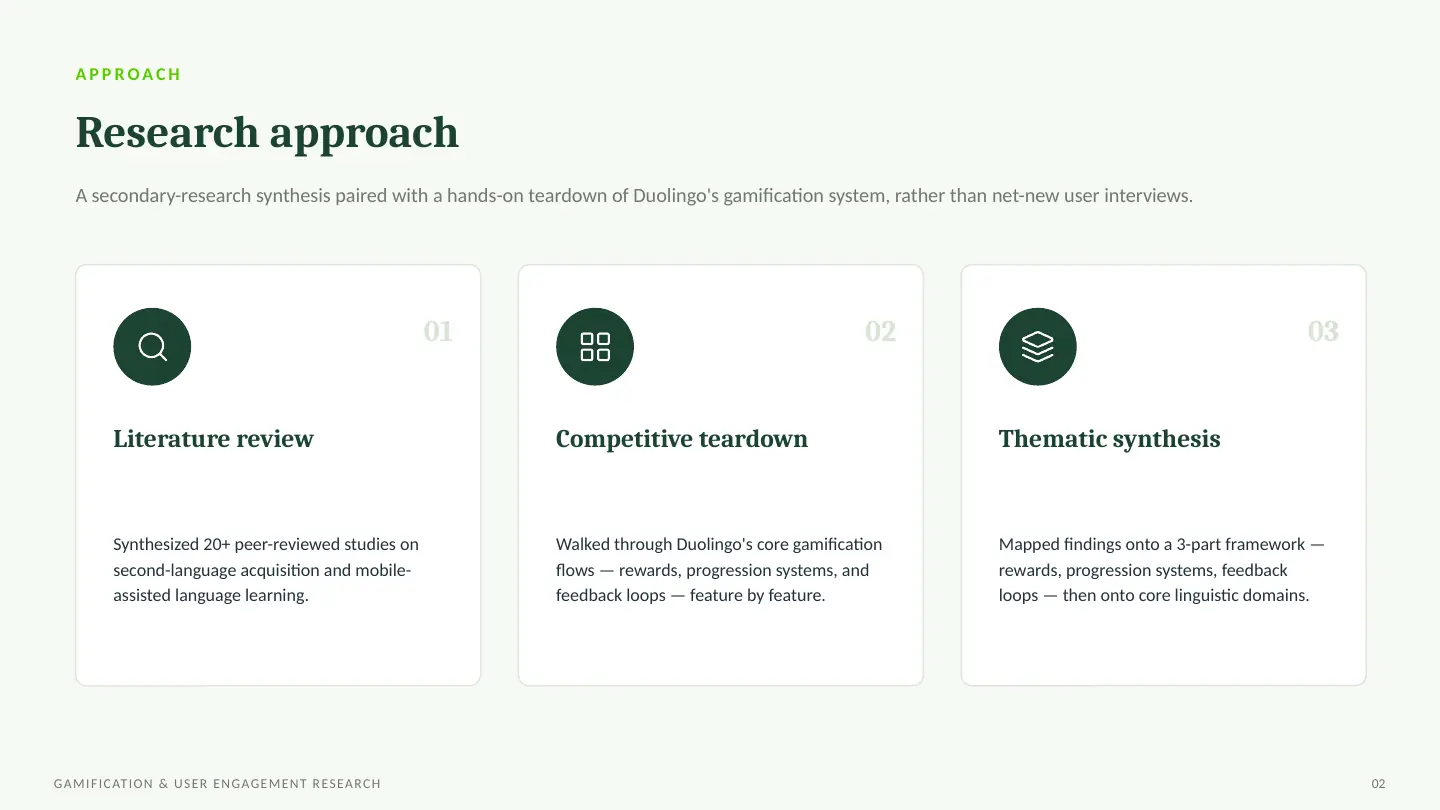 APPROACH
Research approach
A secondary-research synthesis paired with a hands-on teardown of Duolingo's gamification system, rather than net-new user interviews.
01
Literature review
Synthesized 20+ peer-reviewed studies on
second-language acquisition and mobile-
assisted language learning.
02
Competitive teardown
Walked through Duolingo's core gamification
flows — rewards, progression systems, and
feedback loops — feature by feature.
03
Thematic synthesis
Mapped findings onto a 3-part framework —
rewards, progression systems, feedback
loops — then onto core linguistic domains.
GAMIFICATION & USER ENGAGEMENT RESEARCH
02